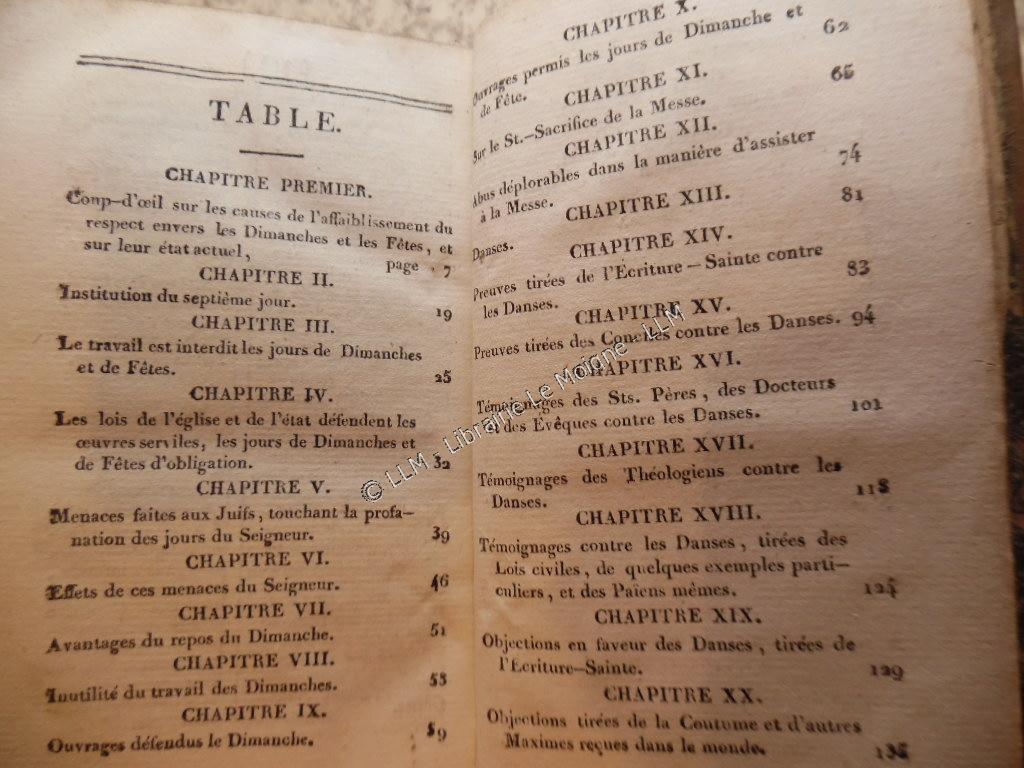 TABLE.
CHAPITRE PREMIER.
Coup-d'œil sur les causes de l'affaiblissement du
respect envers les Dimanches et les Fêtes, et
sur leur état actuel, page 7
CHAPITRE II.
Institution du septième jour. 19
CHAPITRE III.
Le travail est interdit les jours de Dimanches
et de Fêtes. 25
CHAPITRE IV.
Les lois de l'église et de l'état défendent les
œuvres serviles, les jours de Dimanches et
de Fêtes d'obligation. 32
CHAPITRE V.
Menaces faites aux Juifs, touchant la profa-
nation des jours du Seigneur. 39
CHAPITRE VI.
Effets de ces menaces du Seigneur. 46
CHAPITRE VII.
Avantages du repos du Dimanche. 51
CHAPITRE VIII.
Inutilité du travail des Dimanches. 53
CHAPITRE IX.
Ouvrages défendus le Dimanche. 59
CHAPITRE X.
Ouvrages permis les jours de Dimanche et
de Fête. 62
CHAPITRE XI.
Sur le St.-Sacrifice de la Messe. 65
CHAPITRE XII.
Abus déplorables dans la manière d'assister
à la Messe. 74
CHAPITRE XIII.
Danses. 81
CHAPITRE XIV.
Preuves tirées de l'Ecriture-Sainte contre
les Danses. 83
CHAPITRE XV.
Preuves tirées des Conciles contre les Danses. 94
CHAPITRE XVI.
Témoignages des Sts. Pères, des Docteurs
et des Évêques contre les Danses. 101
CHAPITRE XVII.
Témoignages des Théologiens contre les
Danses. 118
CHAPITRE XVIII.
Témoignages contre les Danses, tirées des
Lois civiles, de quelques exemples parti-
culiers, et des Païens mêmes. 124
CHAPITRE XIX.
Objections en faveur des Danses, tirées de
l'Ecriture-Sainte. 129
CHAPITRE XX.
Objections tirées de la Coutume et d'autres
Maximes reçues dans le monde.
© LLM - Librairie Le Moigne - LLM